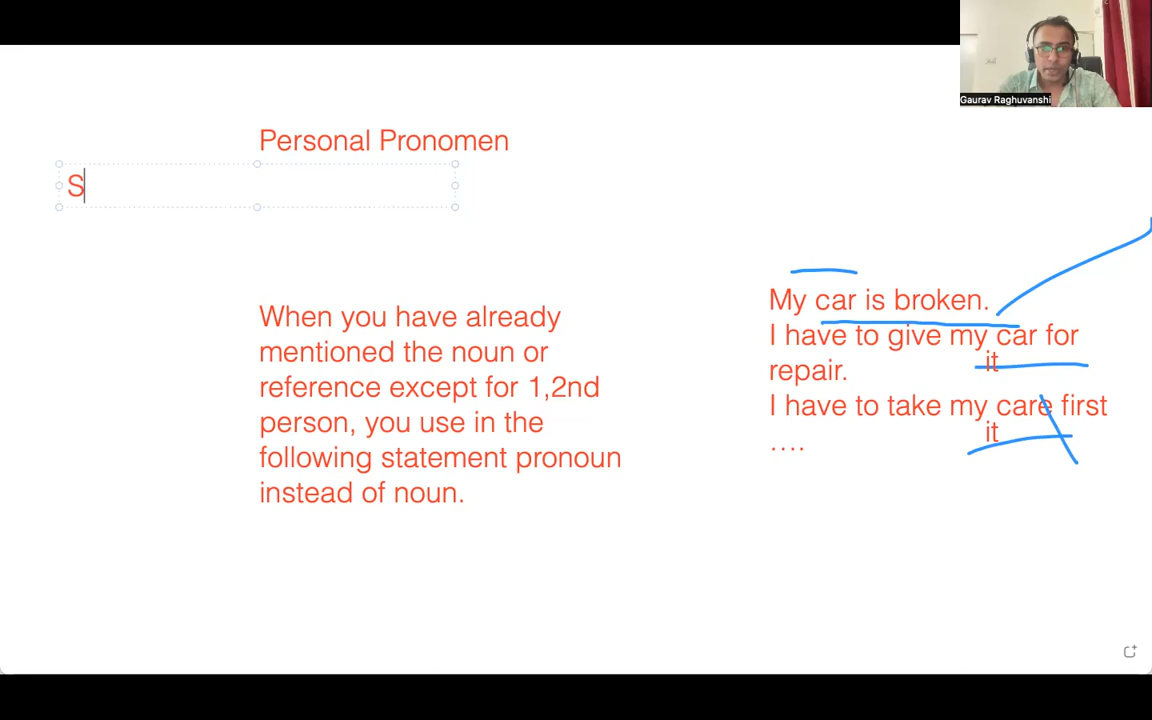 Gaurav Raghuvanshi
Personal Pronomen
S
When you have already
mentioned the noun or
reference except for 1,2nd
person, you use in the
following statement pronoun
instead of noun.
My car is broken.
I have to give my car for
it
repair.
I have to take my care first
it
....